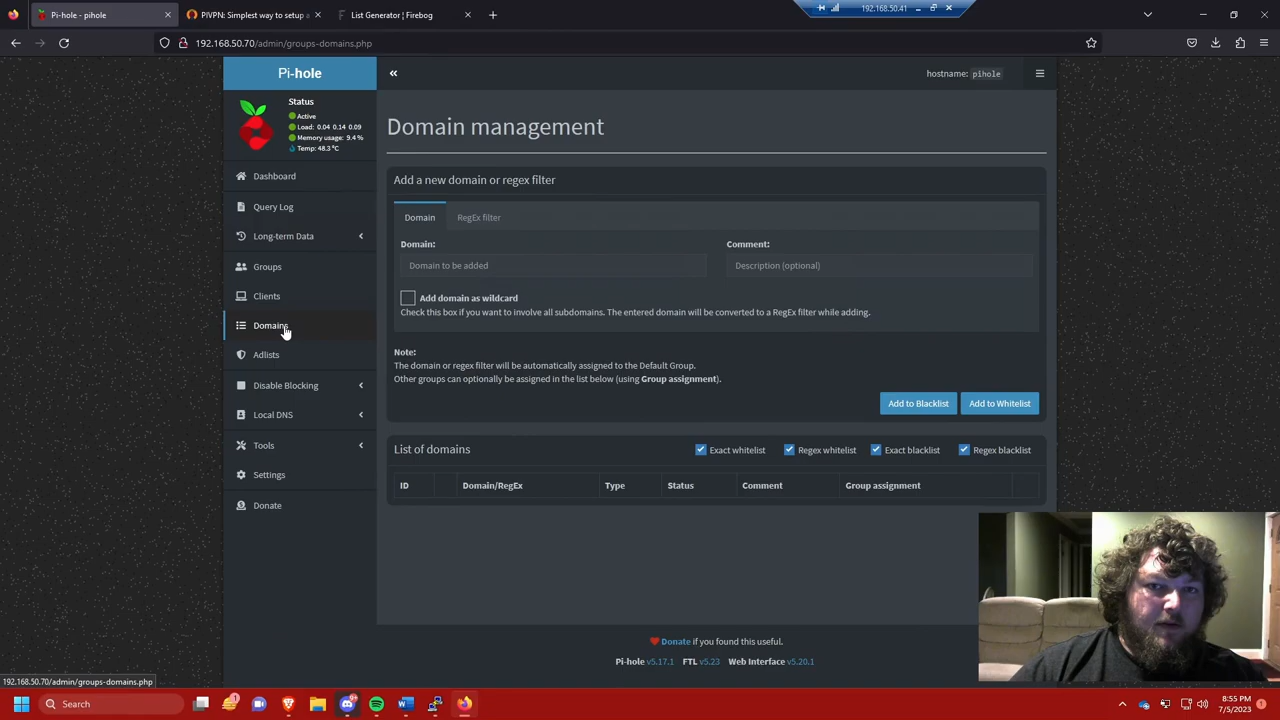 Pi-hole - pihole
PIVPN: Simplest way to setup a
List Generator | Firebog
192.168.50.41
192.168.50.70/admin/groups-domains.php
Pi-hole
hostname: pihole
Status
Active
Load: 0.04 0.14 0.09
Memory usage: 9.4 %
Temp: 48.3 °C
Dashboard
Query Log
Long-term Data
Groups
Clients
Domains
Adlists
Disable Blocking
Local DNS
Tools
Settings
Donate
Domain management
Add a new domain or regex filter
Domain RegEx filter
Domain: Comment:
Domain to be added Description (optional)
Add domain as wildcard
Check this box if you want to involve all subdomains. The entered domain will be converted to a RegEx filter while adding.
Note:
The domain or regex filter will be automatically assigned to the Default Group.
Other groups can optionally be assigned in the list below (using Group assignment).
Add to Blacklist Add to Whitelist
List of domains Exact whitelist Regex whitelist Exact blacklist Regex blacklist
ID Domain/RegEx Type Status Comment Group assignment
Donate if you found this useful.
Pi-hole v5.17.1 FTL v5.23 Web Interface v5.20.1
192.168.50.70/admin/groups-domains.php
Search
8:55 PM
7/5/2023